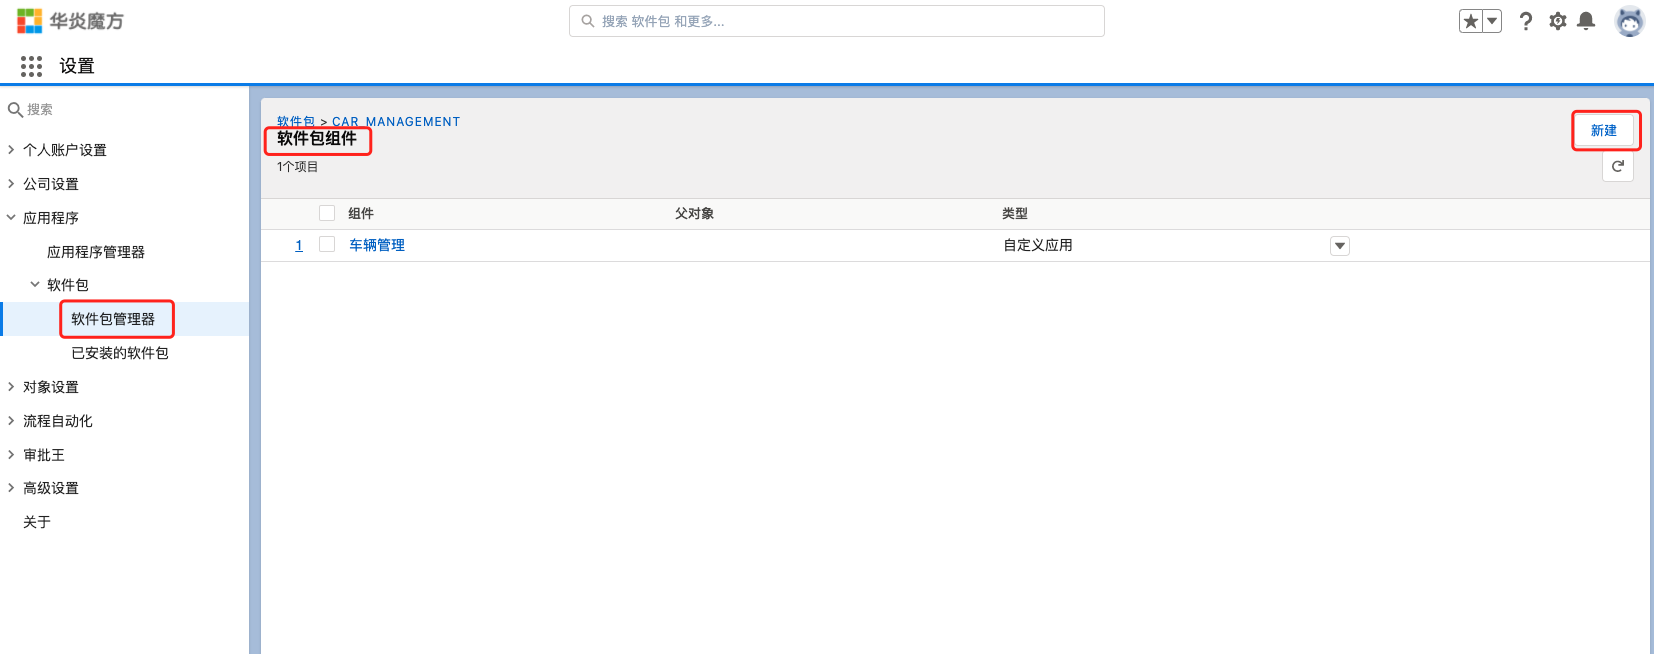 华炎魔方
搜索 软件包 和更多...
设置
搜索
个人账户设置
公司设置
应用程序
应用程序管理器
软件包
软件包管理器
已安装的软件包
对象设置
流程自动化
审批王
高级设置
关于
软件包 > CAR_MANAGEMENT
软件包组件
1个项目
新建
组件 父对象 类型
1 车辆管理 自定义应用